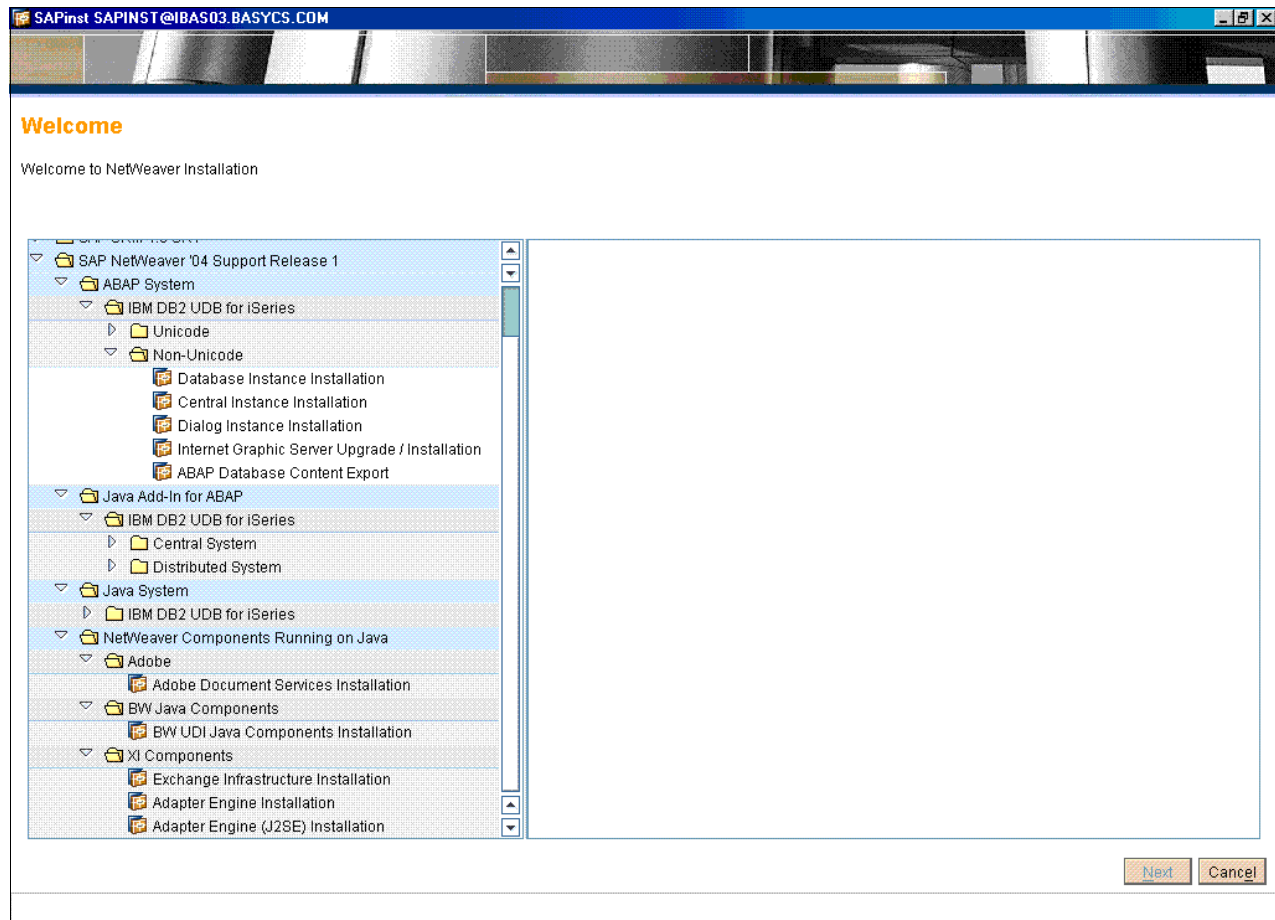 SAPinst SAPINST@IBAS03.BASYCS.COM
Welcome
Welcome to NetWeaver Installation
SAP NetWeaver '04 Support Release 1
ABAP System
IBM DB2 UDB for iSeries
Unicode
Non-Unicode
Database Instance Installation
Central Instance Installation
Dialog Instance Installation
Internet Graphic Server Upgrade / Installation
ABAP Database Content Export
Java Add-In for ABAP
IBM DB2 UDB for iSeries
Central System
Distributed System
Java System
IBM DB2 UDB for iSeries
NetWeaver Components Running on Java
Adobe
Adobe Document Services Installation
BW Java Components
BW UDI Java Components Installation
XI Components
Exchange Infrastructure Installation
Adapter Engine Installation
Adapter Engine (J2SE) Installation
Next
Cancel